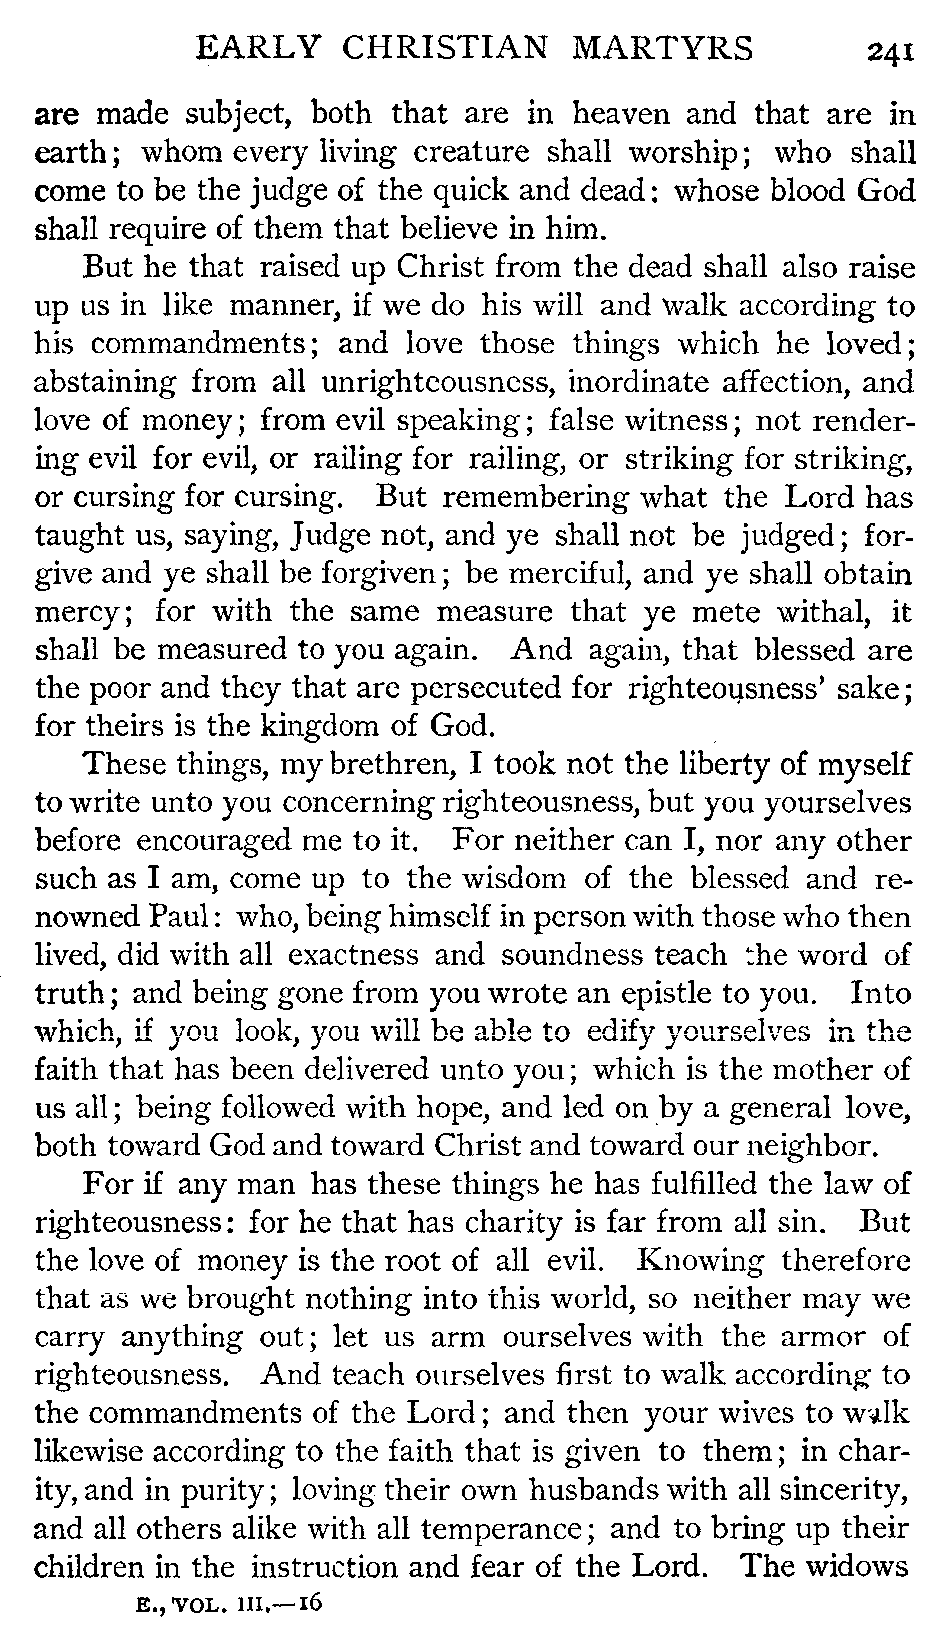 EARLY CHRISTIAN MARTYRS 241
are made subject, both that are in heaven and that are in
earth; whom every living creature shall worship; who shall
come to be the judge of the quick and dead: whose blood God
shall require of them that believe in him.
But he that raised up Christ from the dead shall also raise
up us in like manner, if we do his will and walk according to
his commandments; and love those things which he loved;
abstaining from all unrighteousness, inordinate affection, and
love of money; from evil speaking; false witness; not render-
ing evil for evil, or railing for railing, or striking for striking,
or cursing for cursing. But remembering what the Lord has
taught us, saying, Judge not, and ye shall not be judged; for-
give and ye shall be forgiven; be merciful, and ye shall obtain
mercy; for with the same measure that ye mete withal, it
shall be measured to you again. And again, that blessed are
the poor and they that are persecuted for righteousness' sake;
for theirs is the kingdom of God.
These things, my brethren, I took not the liberty of myself
to write unto you concerning righteousness, but you yourselves
before encouraged me to it. For neither can I, nor any other
such as I am, come up to the wisdom of the blessed and re-
nowned Paul: who, being himself in person with those who then
lived, did with all exactness and soundness teach the word of
truth; and being gone from you wrote an epistle to you. Into
which, if you look, you will be able to edify yourselves in the
faith that has been delivered unto you; which is the mother of
us all; being followed with hope, and led on by a general love,
both toward God and toward Christ and toward our neighbor.
For if any man has these things he has fulfilled the law of
righteousness: for he that has charity is far from all sin. But
the love of money is the root of all evil. Knowing therefore
that as we brought nothing into this world, so neither may we
carry anything out; let us arm ourselves with the armor of
righteousness. And teach ourselves first to walk according to
the commandments of the Lord; and then your wives to walk
likewise according to the faith that is given to them; in char-
ity, and in purity; loving their own husbands with all sincerity,
and all others alike with all temperance; and to bring up their
children in the instruction and fear of the Lord. The widows
E., VOL. III.—16